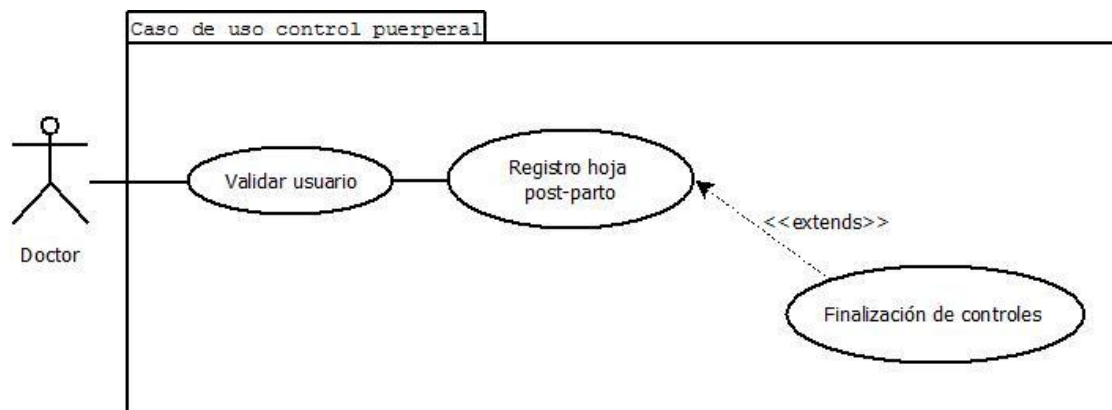 Caso de uso control puerperal
Validar usuario
Registro hoja
post-parto
<<extends>>
Doctor
Finalización de controles